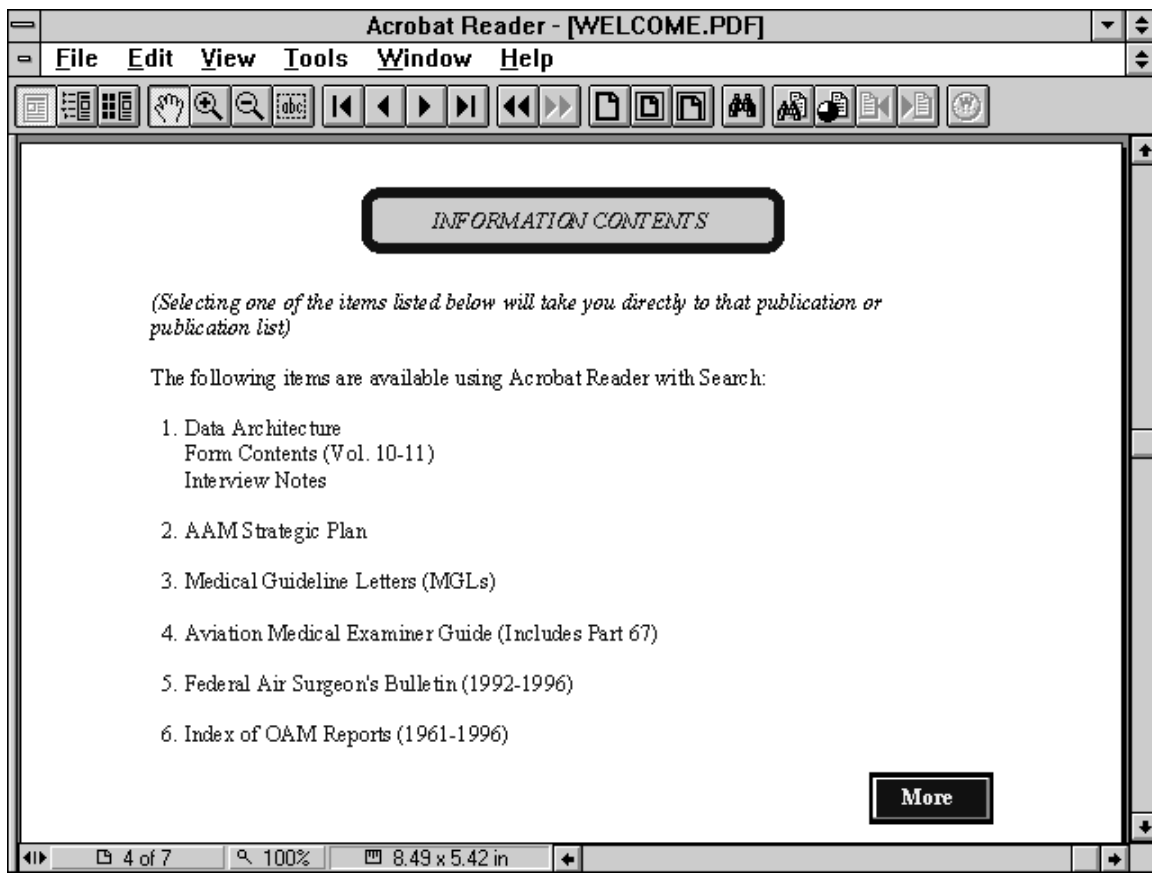 Acrobat Reader - [WELCOME.PDF]
File Edit View Tools Window Help
abc
INFORMATION CONTENTS
(Selecting one of the items listed below will take you directly to that publication or
publication list)
The following items are available using Acrobat Reader with Search:
1. Data Architecture
Form Contents (Vol. 10-11)
Interview Notes
2. AAM Strategic Plan
3. Medical Guideline Letters (MGLs)
4. Aviation Medical Examiner Guide (Includes Part 67)
5. Federal Air Surgeon's Bulletin (1992-1996)
6. Index of OAM Reports (1961-1996)
More
4 of 7 100% 8.49 x 5.42 in